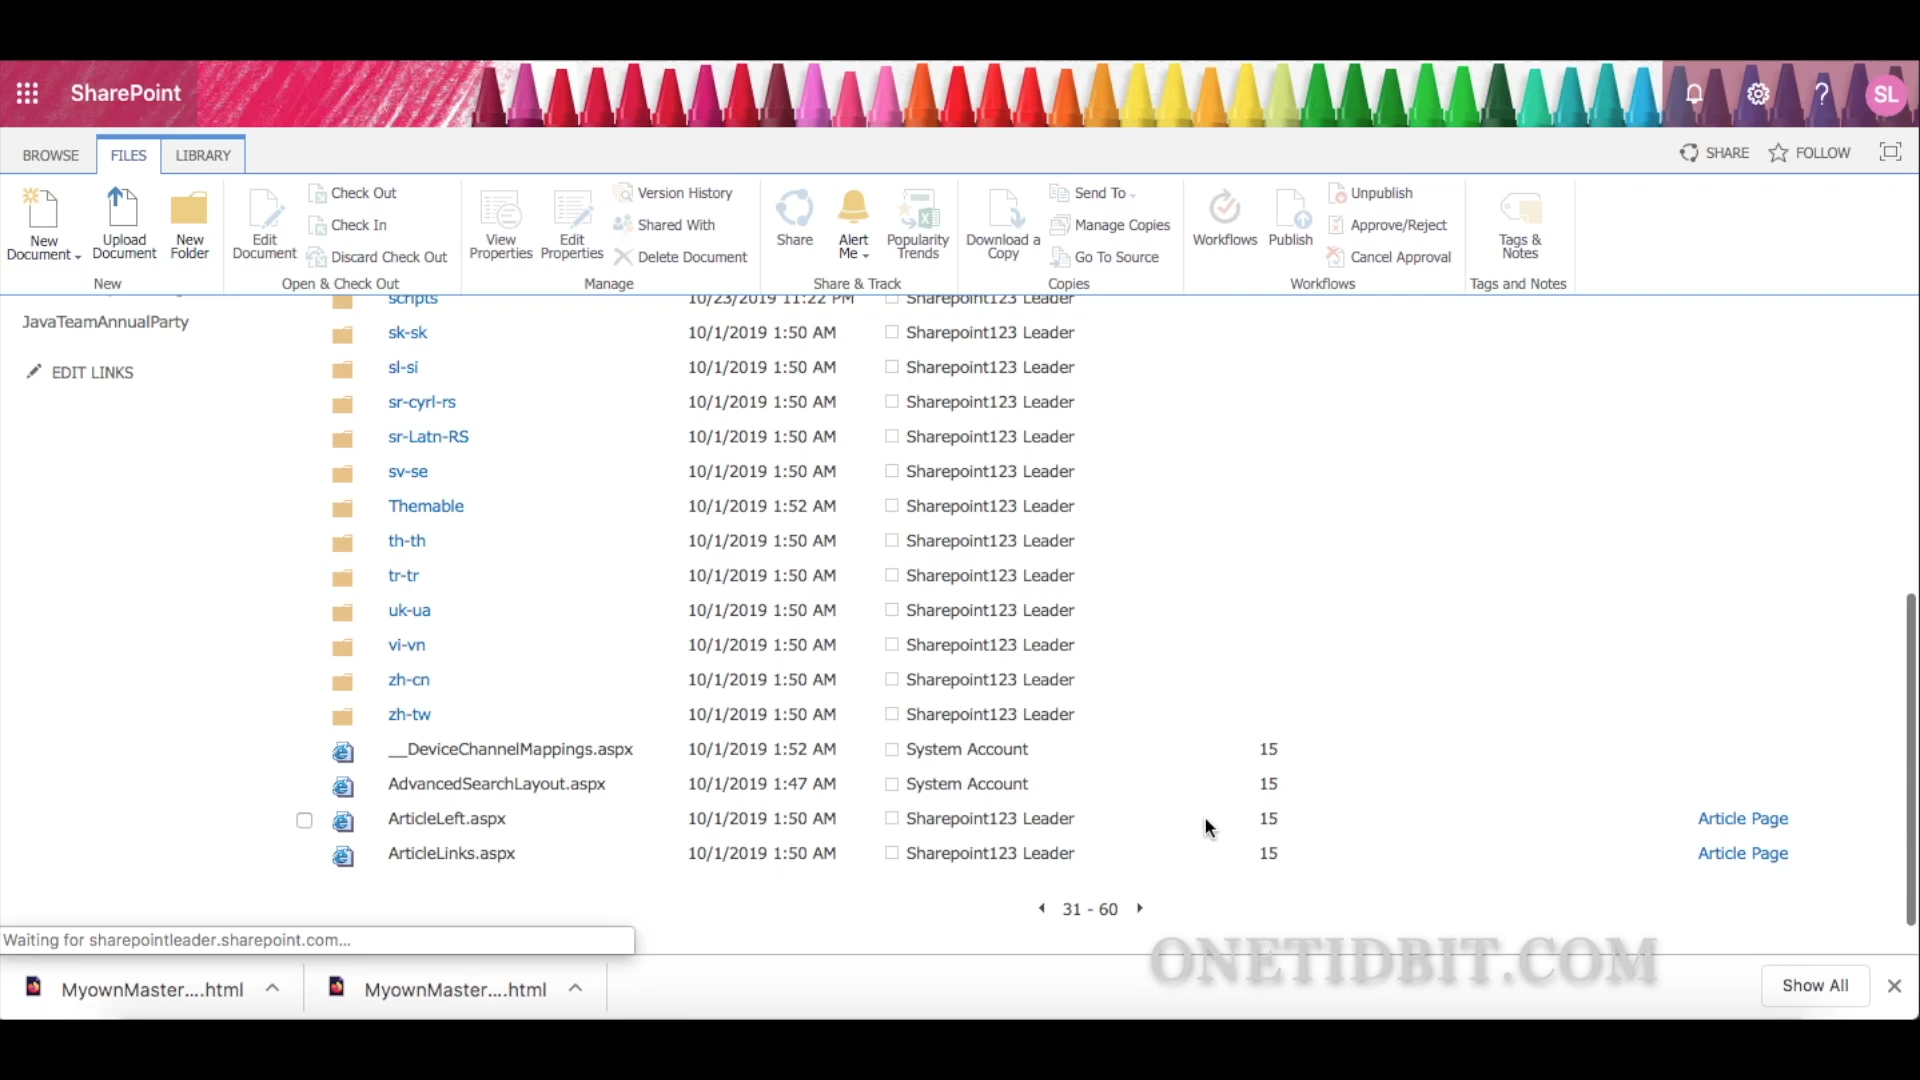 SharePoint
SL
BROWSE
FILES
LIBRARY
SHARE
FOLLOW
New
Document
Upload
Document
New
Folder
New
Edit
Document
Check Out
Check In
Discard Check Out
Open & Check Out
View
Properties
Edit
Properties
Version History
Shared With
Delete Document
Manage
Share
Alert
Me
Popularity
Trends
Share & Track
Download a
Copy
Send To
Manage Copies
Go To Source
Copies
Workflows
Publish
Unpublish
Approve/Reject
Cancel Approval
Workflows
Tags &
Notes
Tags and Notes
JavaTeamAnnualParty
EDIT LINKS
scripts 10/23/2019 11:22 PM Sharepoint123 Leader
sk-sk 10/1/2019 1:50 AM Sharepoint123 Leader
sl-si 10/1/2019 1:50 AM Sharepoint123 Leader
sr-cyrl-rs 10/1/2019 1:50 AM Sharepoint123 Leader
sr-Latn-RS 10/1/2019 1:50 AM Sharepoint123 Leader
sv-se 10/1/2019 1:50 AM Sharepoint123 Leader
Themable 10/1/2019 1:52 AM Sharepoint123 Leader
th-th 10/1/2019 1:50 AM Sharepoint123 Leader
tr-tr 10/1/2019 1:50 AM Sharepoint123 Leader
uk-ua 10/1/2019 1:50 AM Sharepoint123 Leader
vi-vn 10/1/2019 1:50 AM Sharepoint123 Leader
zh-cn 10/1/2019 1:50 AM Sharepoint123 Leader
zh-tw 10/1/2019 1:50 AM Sharepoint123 Leader
__DeviceChannelMappings.aspx 10/1/2019 1:52 AM System Account 15
AdvancedSearchLayout.aspx 10/1/2019 1:47 AM System Account 15
ArticleLeft.aspx 10/1/2019 1:50 AM Sharepoint123 Leader 15 Article Page
ArticleLinks.aspx 10/1/2019 1:50 AM Sharepoint123 Leader 15 Article Page
31 - 60
Waiting for sharepointleader.sharepoint.com...
ONETIDBIT.COM
MyownMaster....html
MyownMaster....html
Show All